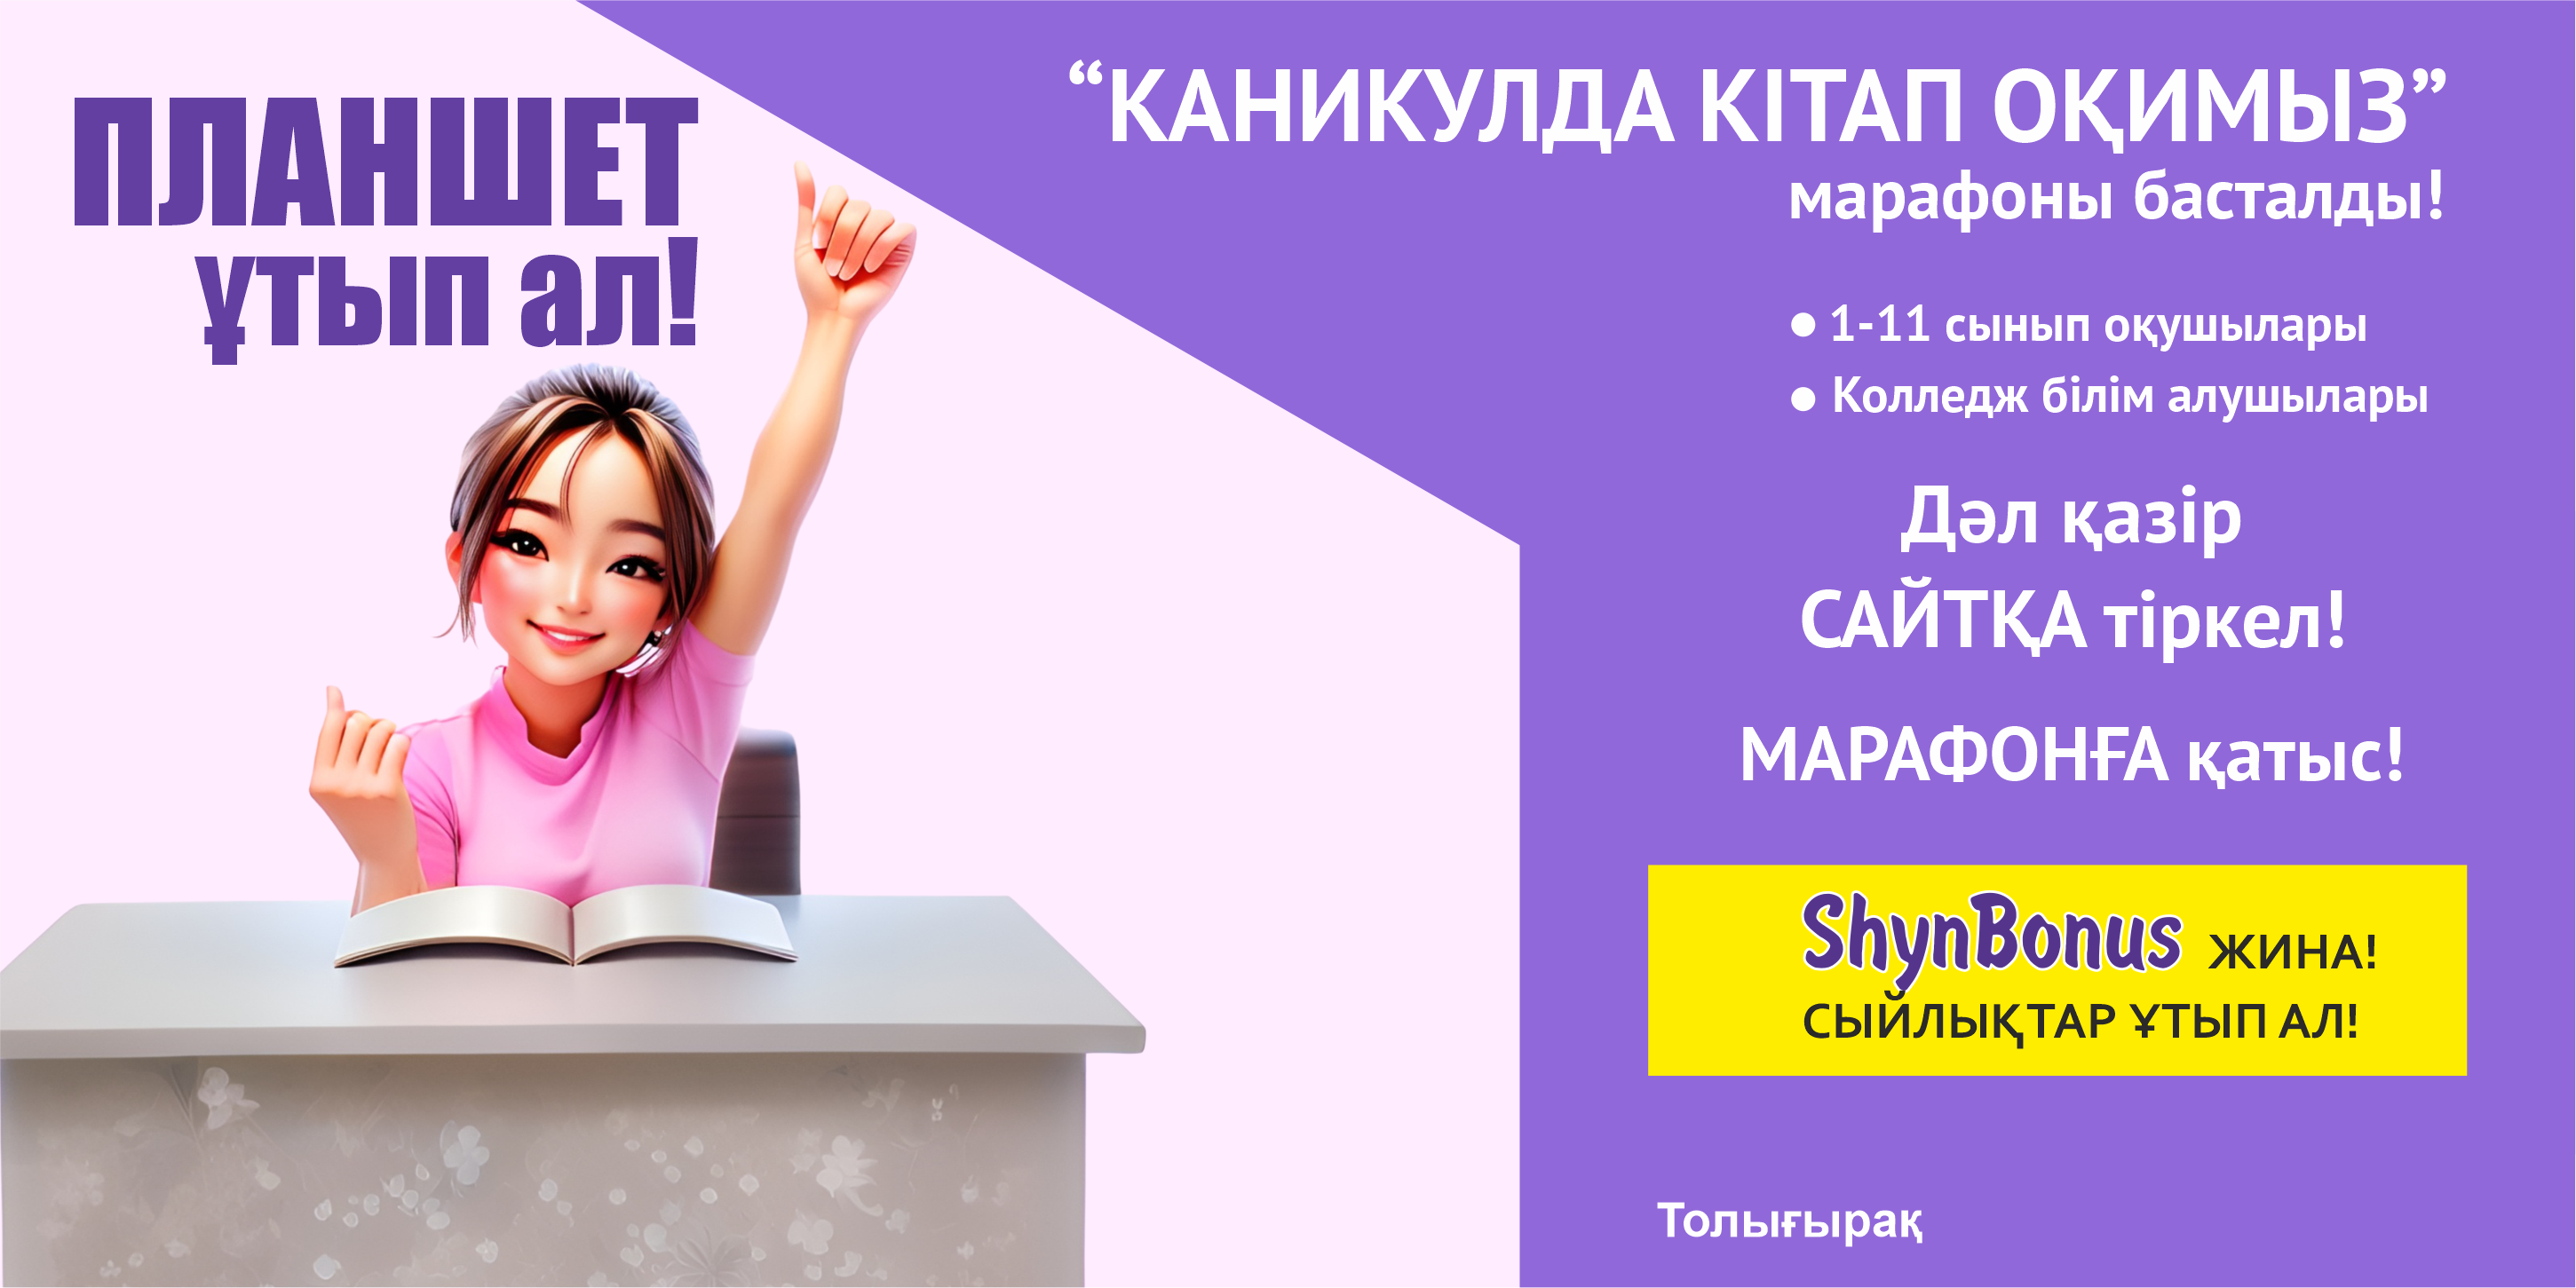 ПЛАНШЕТ
ұтып ал!
“КАНИКУЛДА КІТАП ОҚИМЫЗ”
марафоны басталды!
• 1-11 сынып оқушылары
• Колледж білім алушылары
Дәл қазір
САЙТҚА тіркел!
МАРАФОНҒА қатыс!
ShynBonus ЖИНА!
СЫЙЛЫҚТАР ҰТЫП АЛ!
Толығырақ